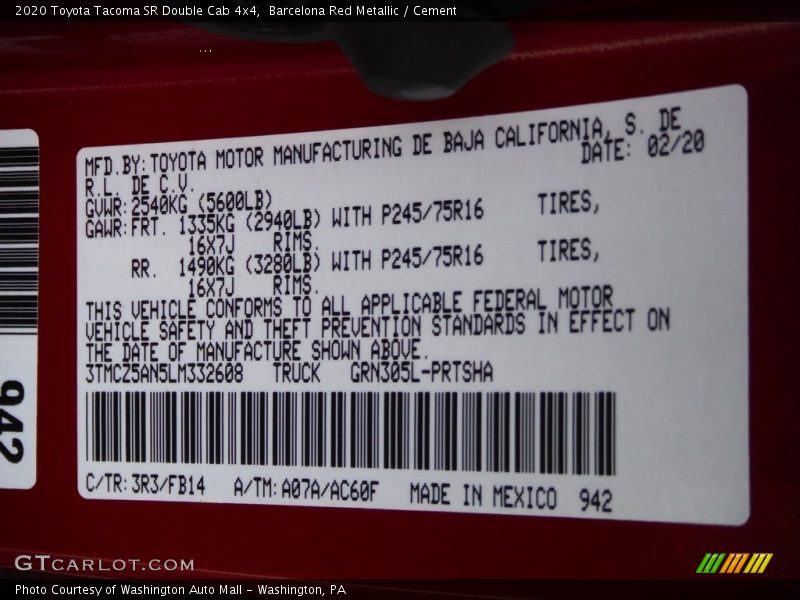 2020 Toyota Tacoma SR Double Cab 4x4, Barcelona Red Metallic / Cement
MFD.BY:TOYOTA MOTOR MANUFACTURING DE BAJA CALIFORNIA, S. DE
R.L. DE C.V. DATE: 02/20
GVWR:2540KG (5600LB)
GAWR:FRT. 1335KG (2940LB) WITH P245/75R16 TIRES,
16X7J RIMS.
RR. 1490KG (3280LB) WITH P245/75R16 TIRES,
16X7J RIMS.
THIS VEHICLE CONFORMS TO ALL APPLICABLE FEDERAL MOTOR
VEHICLE SAFETY AND THEFT PREVENTION STANDARDS IN EFFECT ON
THE DATE OF MANUFACTURE SHOWN ABOVE.
3TMCZ5AN5LM332608 TRUCK GRN305L-PRTSHA
C/TR:3R3/FB14 A/TM:A07A/AC60F MADE IN MEXICO 942
942
GTCARLOT.COM
Photo Courtesy of Washington Auto Mall - Washington, PA